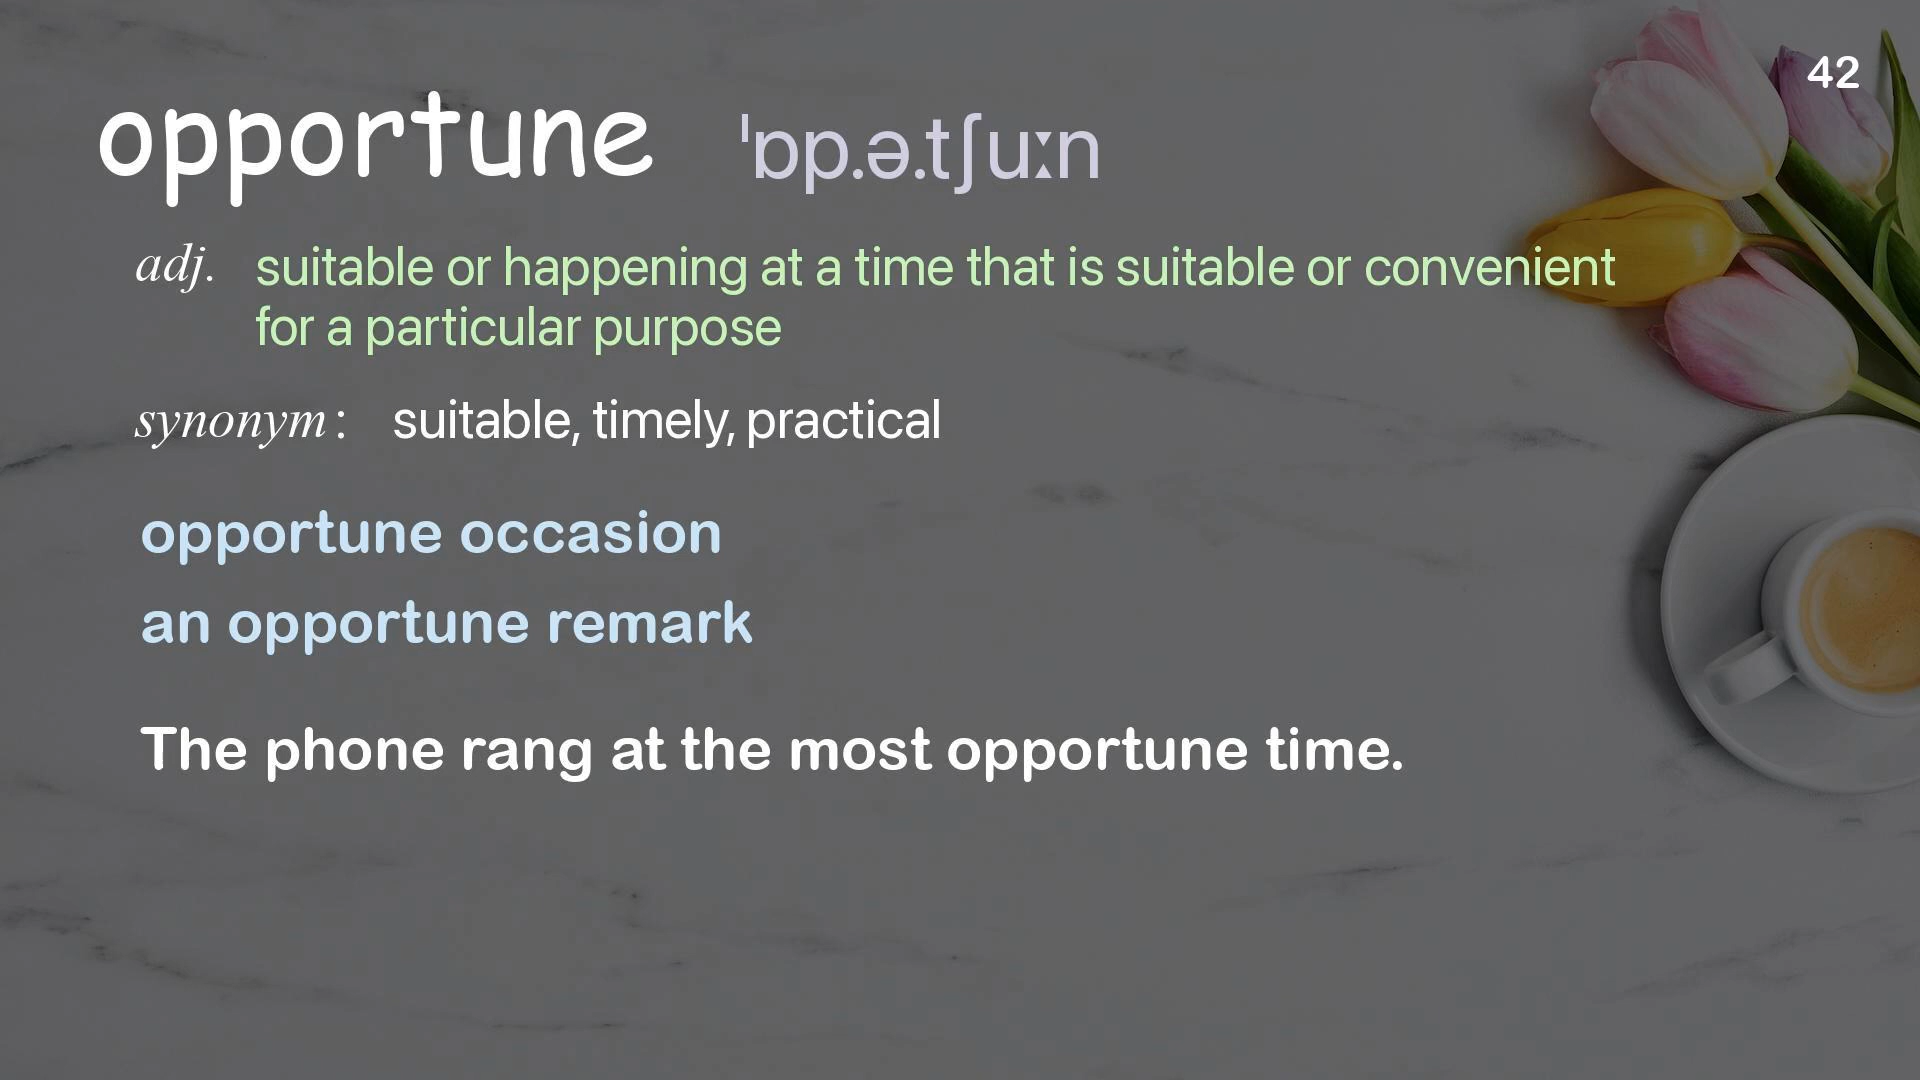 42
opportune ˈɒp.ə.tʃuːn
adj. suitable or happening at a time that is suitable or convenient
for a particular purpose
synonym : suitable, timely, practical
opportune occasion
an opportune remark
The phone rang at the most opportune time.